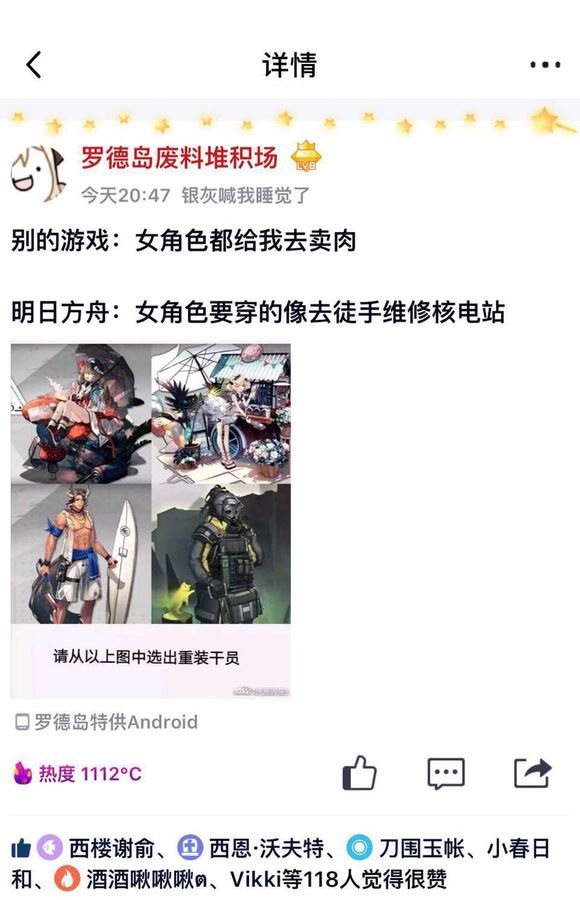 详情
罗德岛废料堆积场
LV8
今天20:47 银灰喊我睡觉了
别的游戏：女角色都给我去卖肉
明日方舟：女角色要穿的像去徒手维修核电站
请从以上图中选出重装干员
罗德岛特供Android
热度 1112°C
西楼谢俞、西恩·沃夫特、刀围玉帐、小春日
和、酒酒啾啾啾ต、Vikki等118人觉得很赞